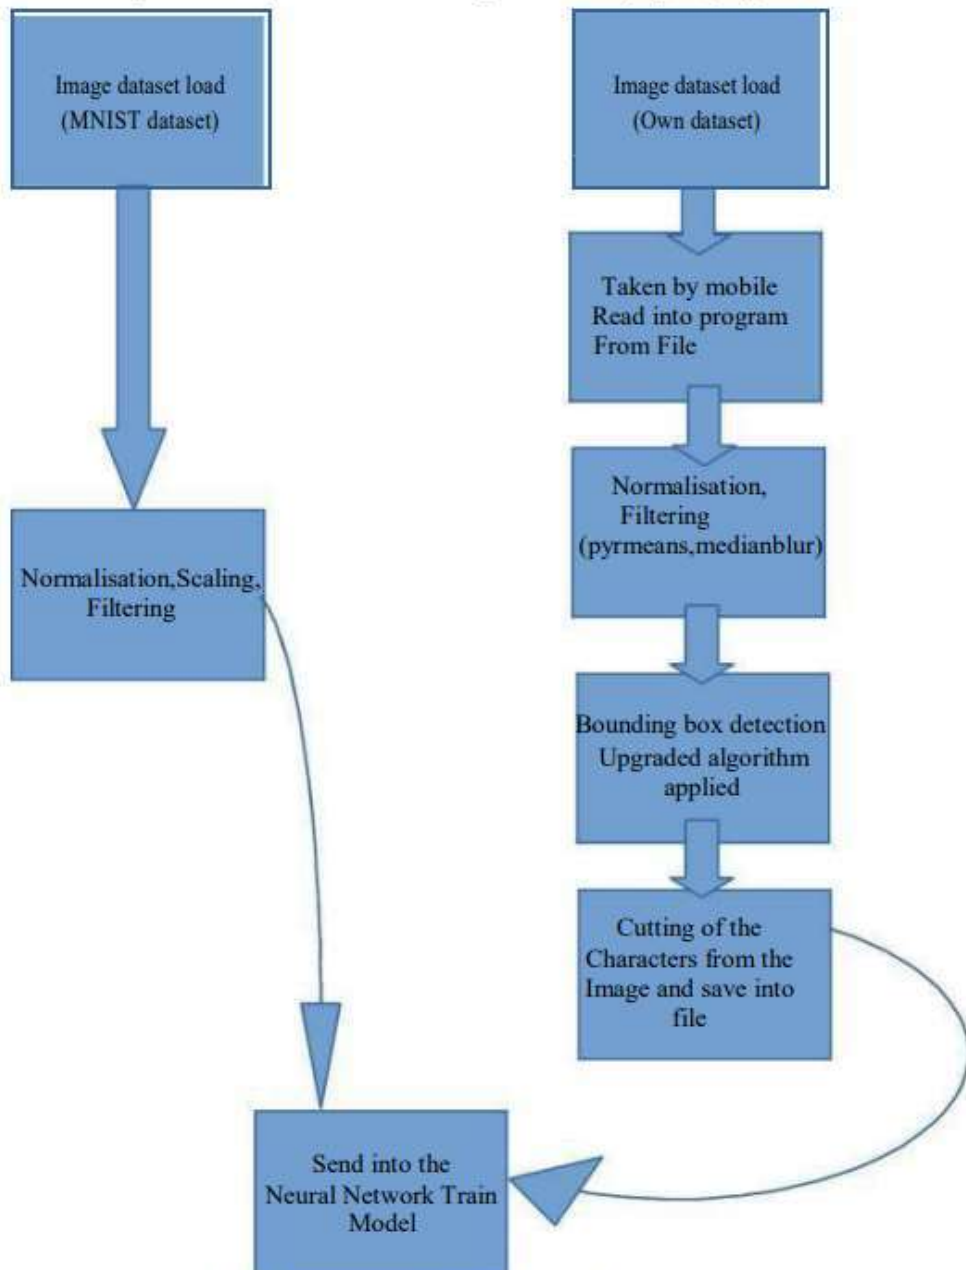 Image dataset load
(MNIST dataset)
Normalisation,Scaling,
Filtering
Image dataset load
(Own dataset)
Taken by mobile
Read into program
From File
Normalisation,
Filtering
(pyrmeans,medianblur)
Bounding box detection
Upgraded algorithm
applied
Cutting of the
Characters from the
Image and save into
file
Send into the
Neural Network Train
Model